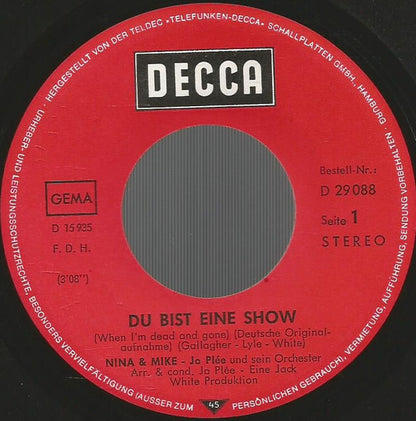 HERGESTELLT VON DER TELDEC »TELEFUNKEN-DECCA« SCHALLPLATTEN GMBH., HAMBURG · URHEBER- UND LEISTUNGSSCHUTZRECHTE, BESONDERS VERVIELFÄLTIGUNG (AUSSER ZUM PERSÖNLICHEN GEBRAUCH), VERMIETUNG, AUFFÜHRUNG, SENDUNG VORBEHALTEN
DECCA
Bestell-Nr.:
GEMA
D 29 088
Seite 1
D 15 935
STEREO
F. D. H.
(3'08")
DU BIST EINE SHOW
(When I'm dead and gone) (Deutsche Original-
aufnahme) (Gallagher - Lyle - White)
NINA & MIKE - Jo Plée und sein Orchester
Arr. & cond. Jo Plée - Eine Jack
White Produktion
45